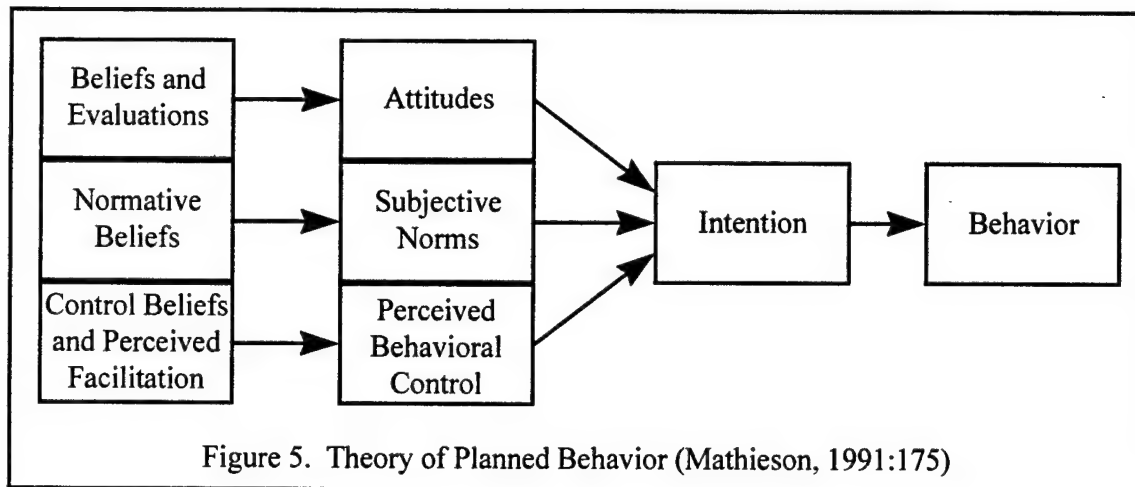 Beliefs and
Evaluations
Attitudes
Normative
Beliefs
Subjective
Norms
Intention
Behavior
Control Beliefs
and Perceived
Facilitation
Perceived
Behavioral
Control
Figure 5. Theory of Planned Behavior (Mathieson, 1991:175)